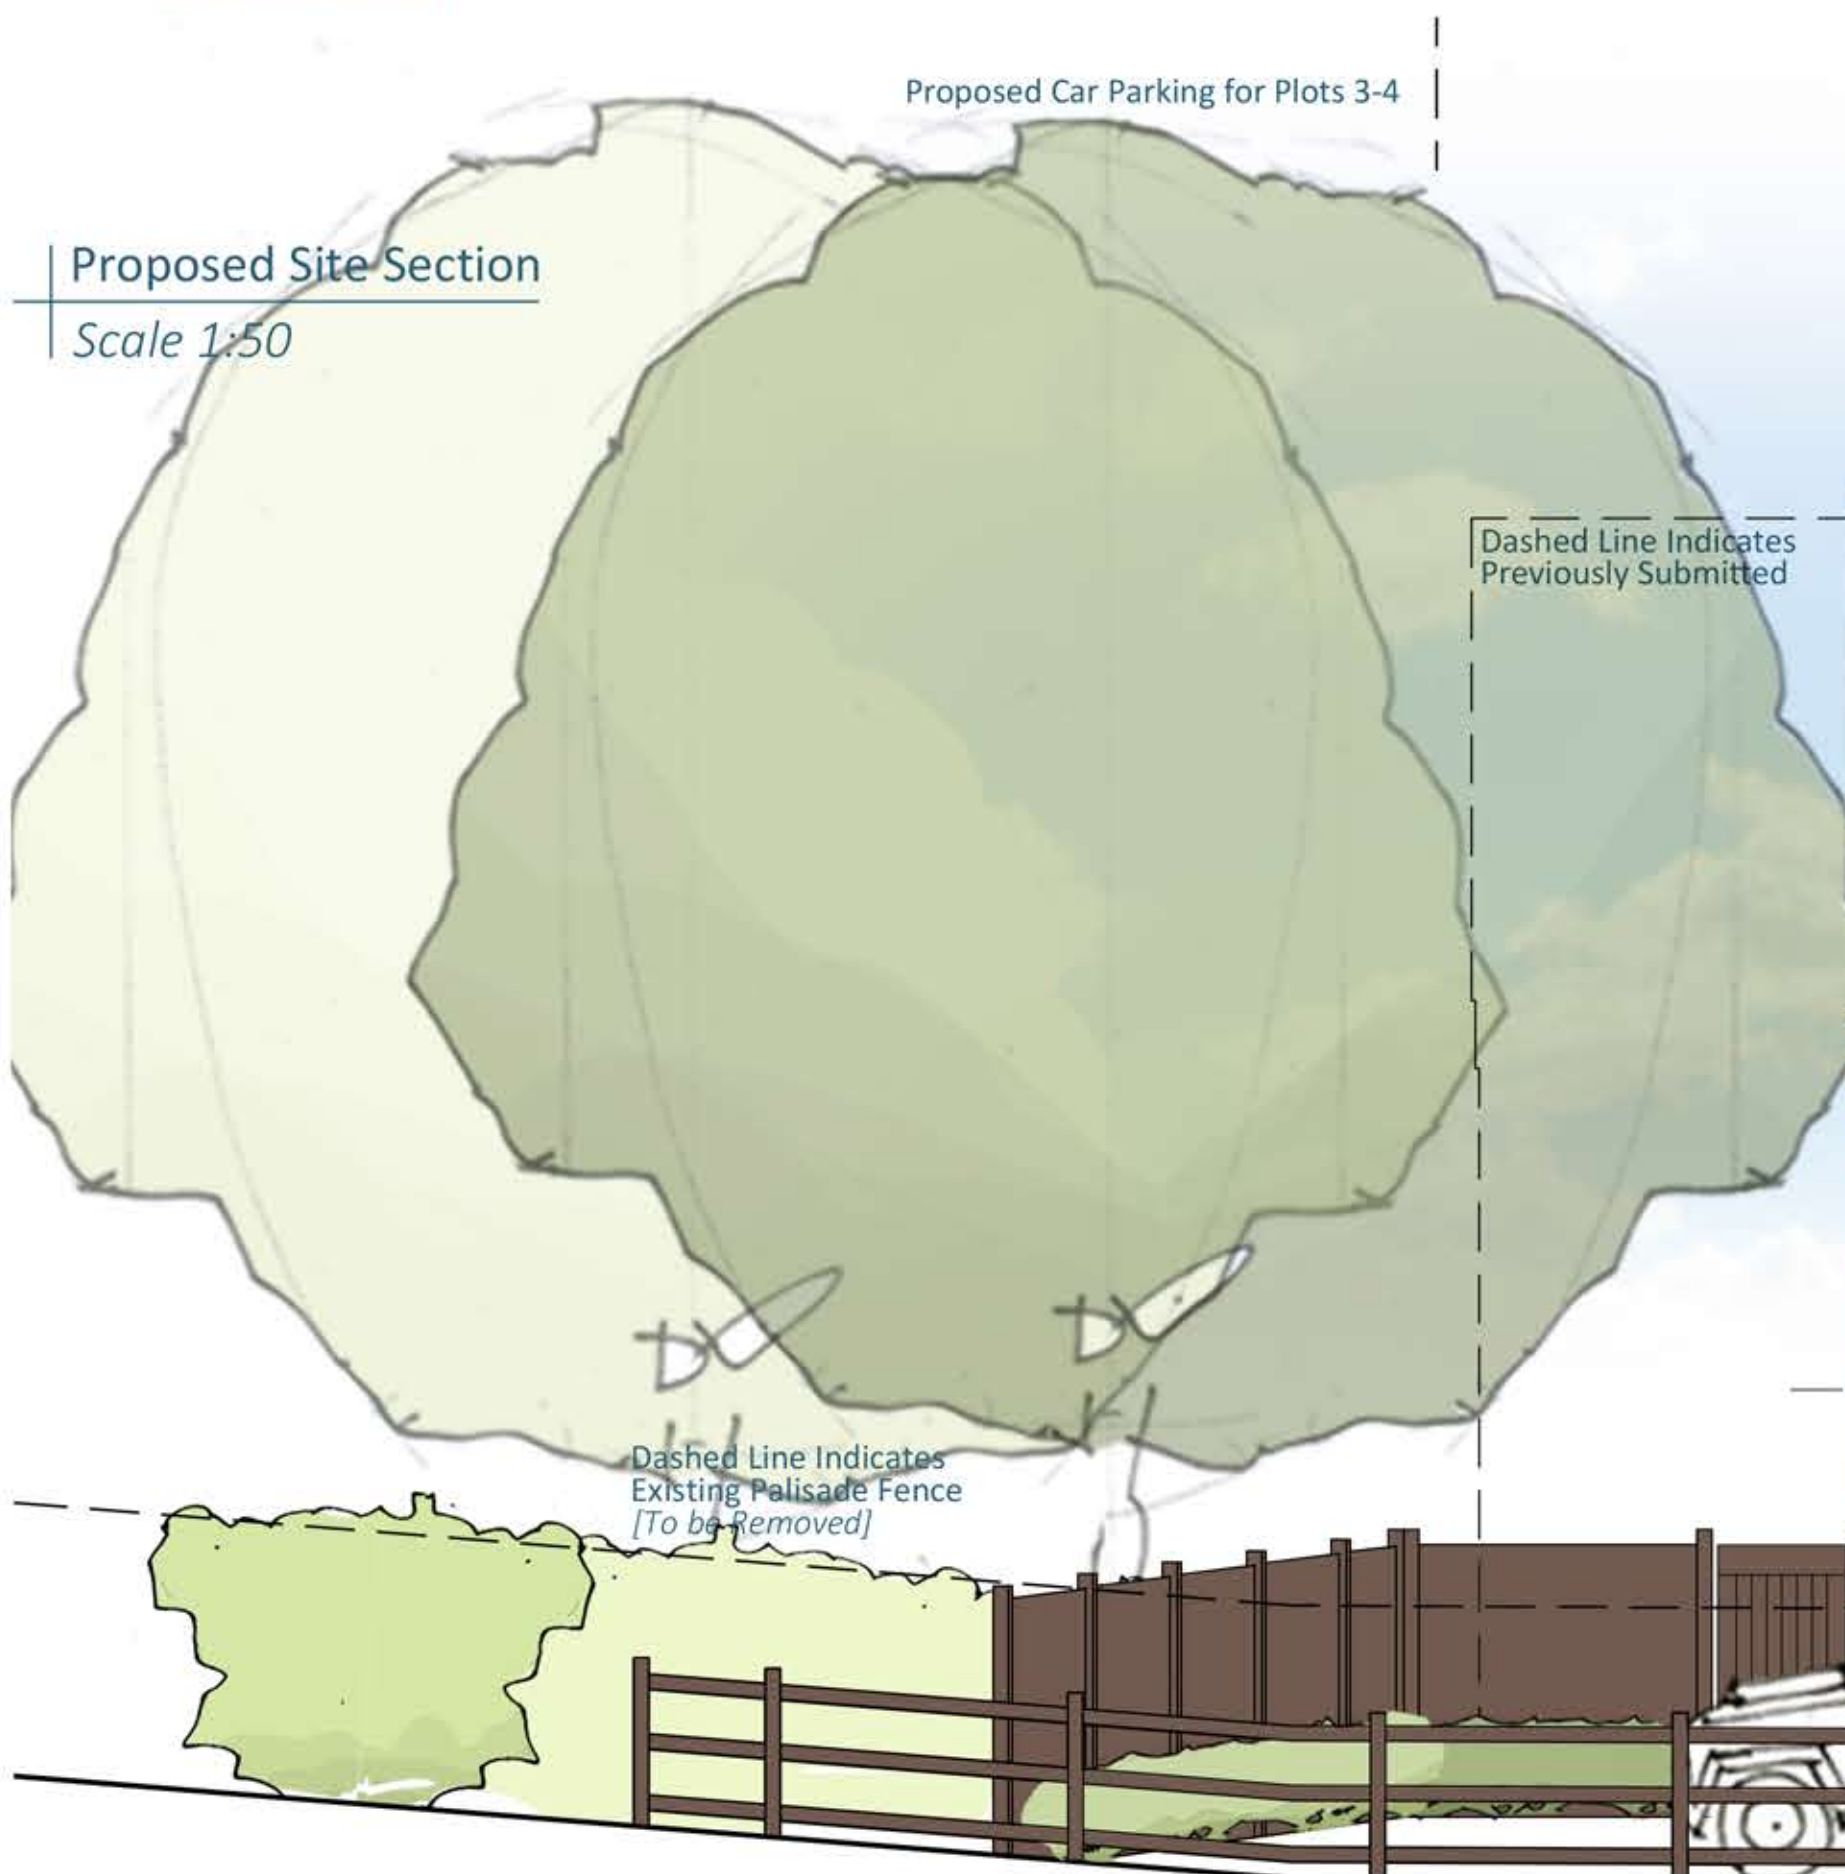 Proposed Car Parking for Plots 3-4
Proposed Site Section
Scale 1:50
Dashed Line Indicates
Previously Submitted
Dashed Line Indicates
Existing Palisade Fence
[To be Removed]